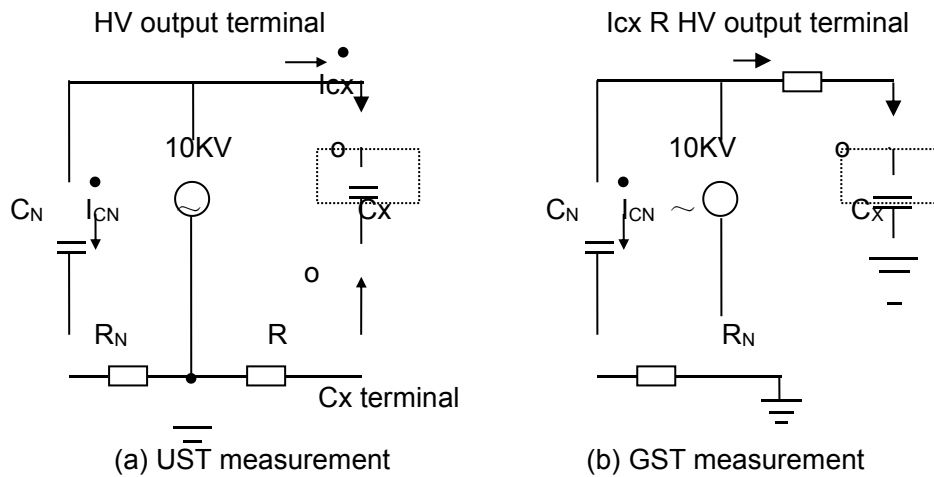 HV output terminal
Icx R HV output terminal
Icx
10KV
o
10KV
o
CN
ICN
~
Cx
CN
ICN
~
CX
o
RN
R
RN
Cx terminal
(a) UST measurement
(b) GST measurement